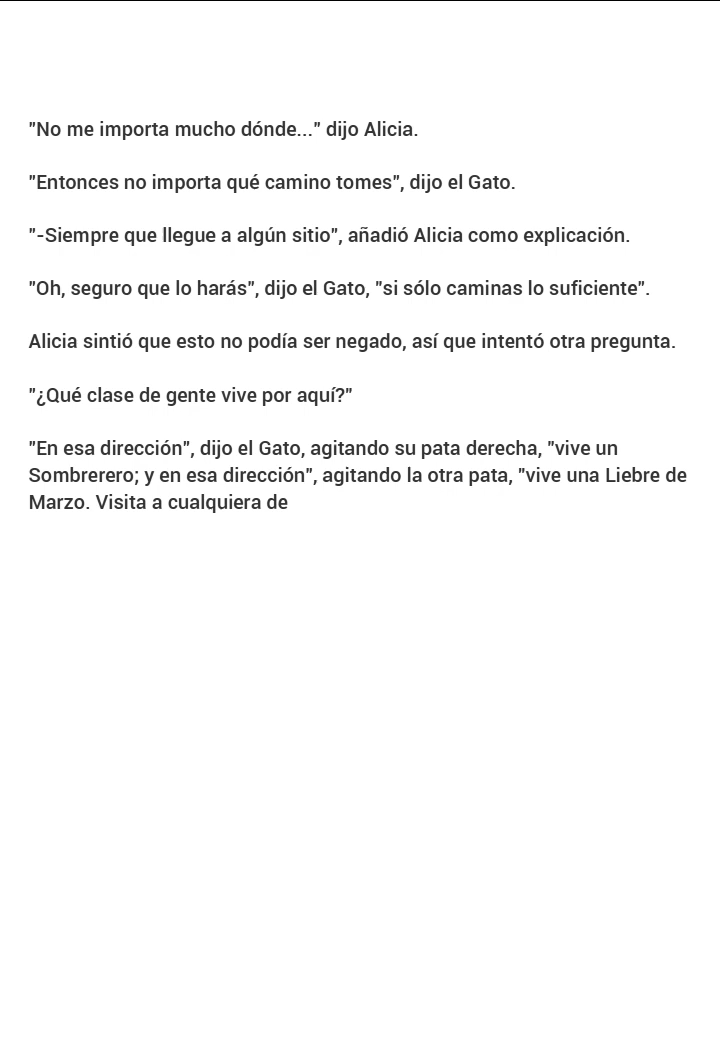 "No me importa mucho dónde..." dijo Alicia.
"Entonces no importa qué camino tomes", dijo el Gato.
"-Siempre que llegue a algún sitio", añadió Alicia como explicación.
"Oh, seguro que lo harás", dijo el Gato, "si sólo caminas lo suficiente".
Alicia sintió que esto no podía ser negado, así que intentó otra pregunta.
"¿Qué clase de gente vive por aquí?"
"En esa dirección", dijo el Gato, agitando su pata derecha, "vive un
Sombrerero; y en esa dirección", agitando la otra pata, "vive una Liebre de
Marzo. Visita a cualquiera de